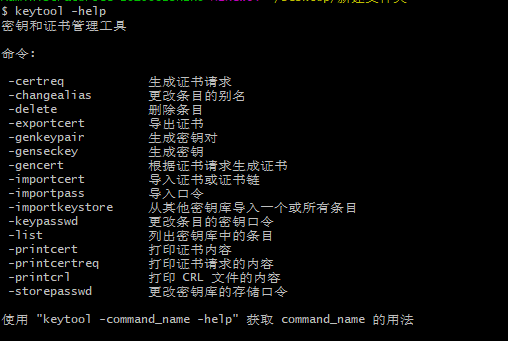 $ keytool -help
密钥和证书管理工具
命令:
-certreq 生成证书请求
-changealias 更改条目的别名
-delete 删除条目
-exportcert 导出证书
-genkeypair 生成密钥对
-genseckey 生成密钥
-gencert 根据证书请求生成证书
-importcert 导入证书或证书链
-importpass 导入口令
-importkeystore 从其他密钥库导入一个或所有条目
-keypasswd 更改条目的密钥口令
-list 列出密钥库中的条目
-printcert 打印证书内容
-printcertreq 打印证书请求的内容
-printcrl 打印 CRL 文件的内容
-storepasswd 更改密钥库的存储口令
使用 "keytool -command_name -help" 获取 command_name 的用法